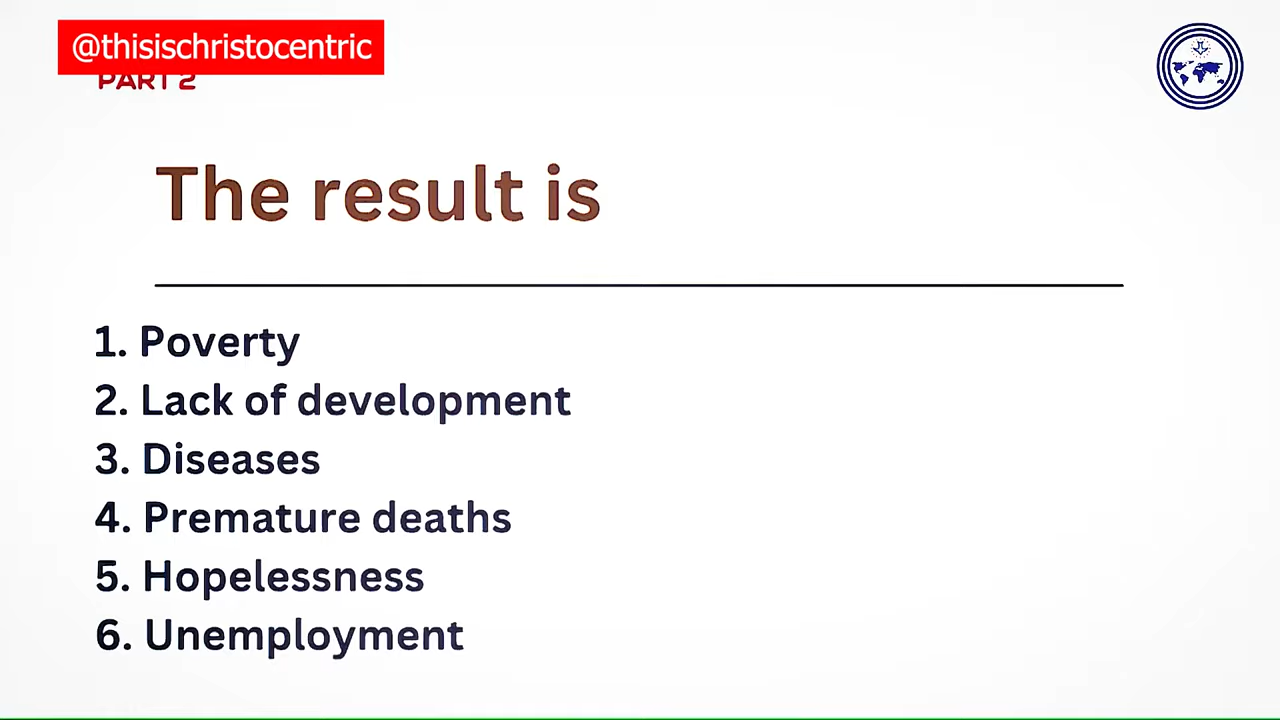 @thisischristocentric
PART 2
The result is
1. Poverty
2. Lack of development
3. Diseases
4. Premature deaths
5. Hopelessness
6. Unemployment